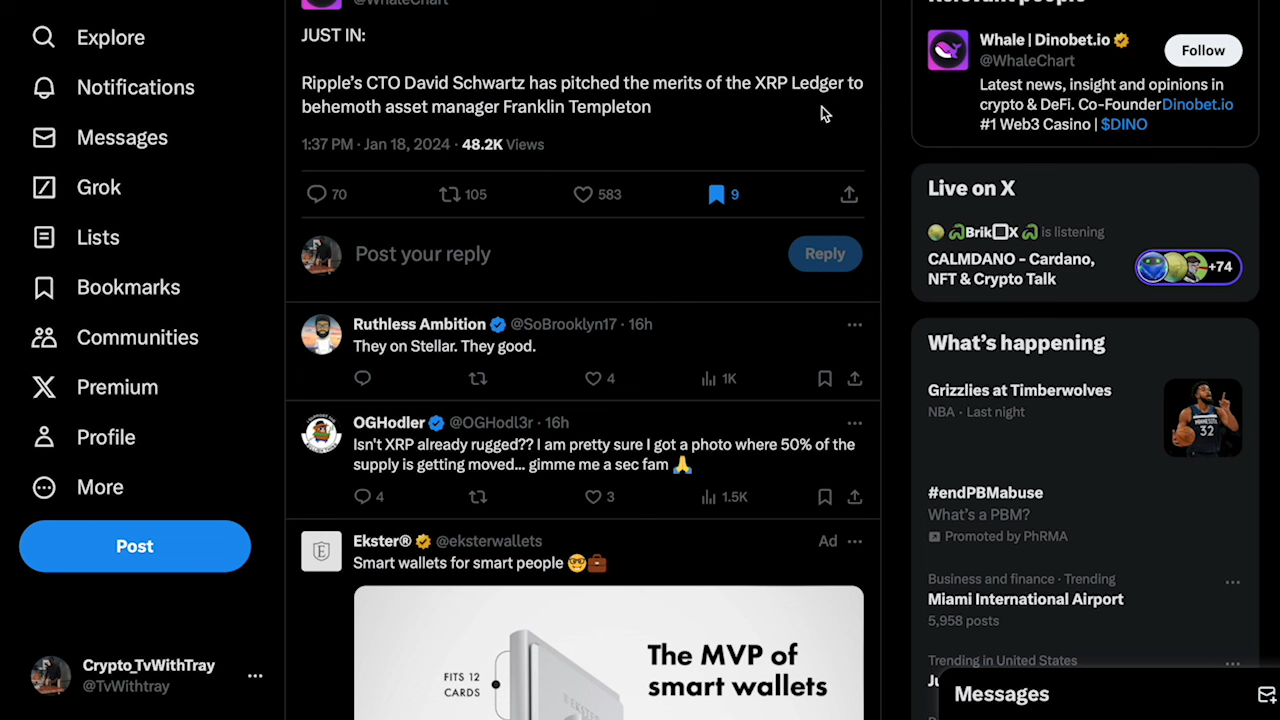 Explore
Notifications
Messages
Grok
Lists
Bookmarks
Communities
Premium
Profile
More
Post
Crypto_TvWithTray
@TvWithtray
@WhaleChart
JUST IN:
Ripple’s CTO David Schwartz has pitched the merits of the XRP Ledger to
behemoth asset manager Franklin Templeton
1:37 PM · Jan 18, 2024 · 48.2K Views
70 105 583 9
Post your reply
Reply
Ruthless Ambition @SoBrooklyn17 · 16h
They on Stellar. They good.
4 1K
OGHodler @OGHodl3r · 16h
Isn't XRP already rugged?? I am pretty sure I got a photo where 50% of the
supply is getting moved... gimme me a sec fam 🙏
4 3 1.5K
Ekster® @eksterwallets Ad
Smart wallets for smart people 🤓💼
FITS 12
CARDS
EKSTER
The MVP of
smart wallets
Relevant people
Whale | Dinobet.io
@WhaleChart
Follow
Latest news, insight and opinions in
crypto & DeFi. Co-FounderDinobet.io
#1 Web3 Casino | $DINO
Live on X
Brik⬜X is listening
CALMDANO - Cardano,
NFT & Crypto Talk
+74
What’s happening
Grizzlies at Timberwolves
NBA · Last night
MINNESOTA
32
#endPBMabuse
What’s a PBM?
Promoted by PhRMA
Business and finance · Trending
Miami International Airport
5,958 posts
Trending in United States
Messages